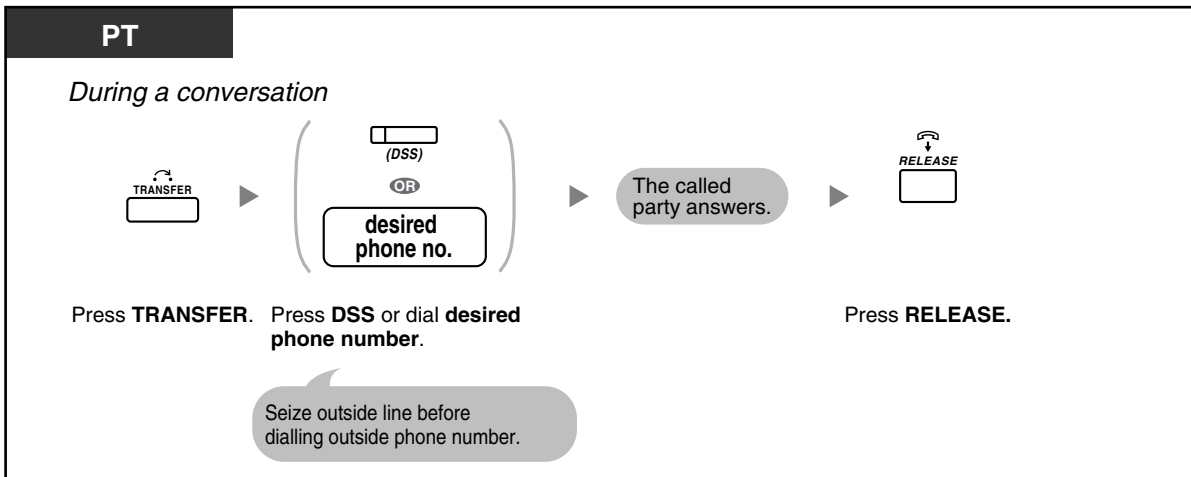 PT
During a conversation
TRANSFER
(DSS)
OR
desired
phone no.
The called
party answers.
RELEASE
Press TRANSFER.
Press DSS or dial desired
phone number.
Press RELEASE.
Seize outside line before
dialling outside phone number.